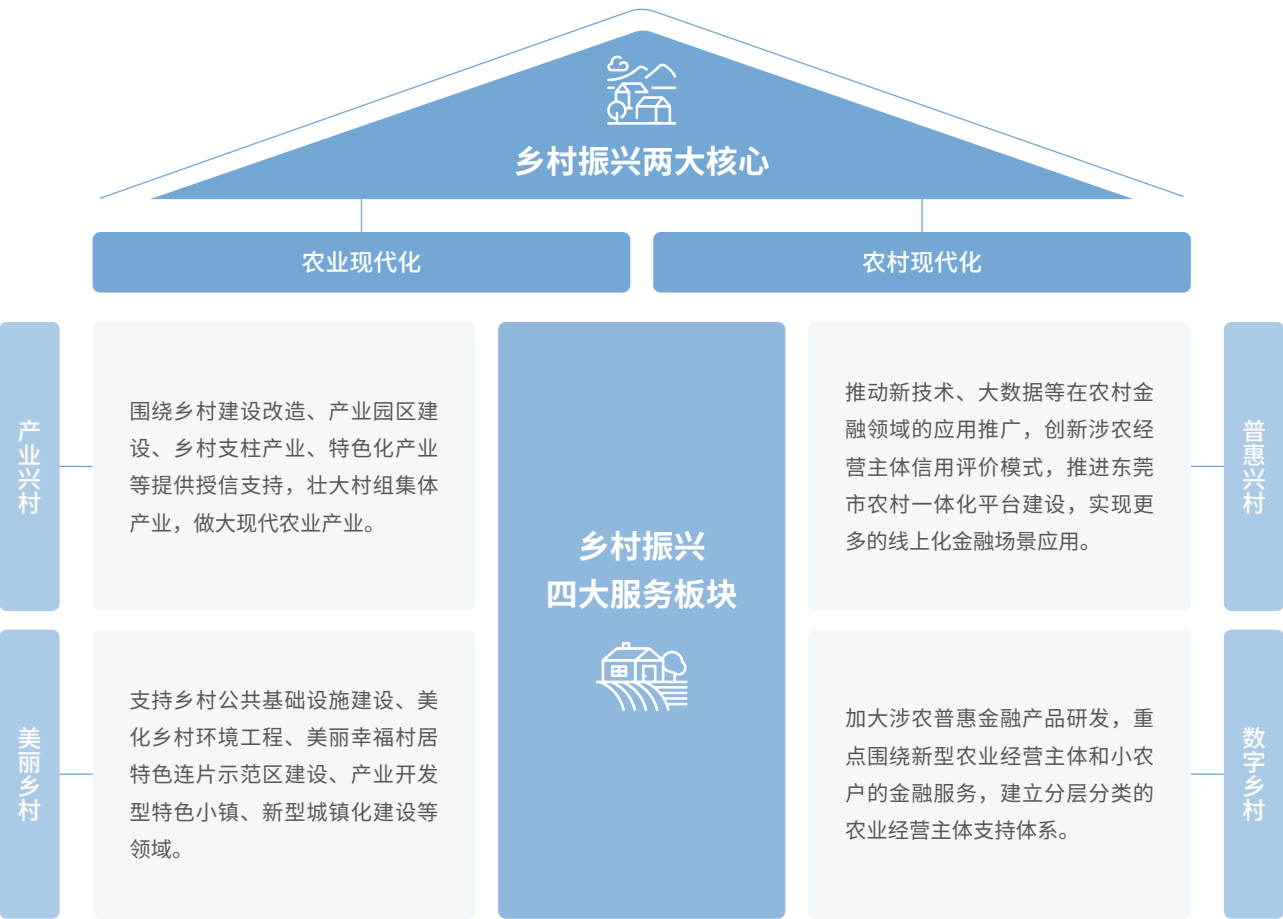 乡村振兴两大核心
农业现代化
农村现代化
产业兴村
围绕乡村建设改造、产业园区建
设、乡村支柱产业、特色化产业
等提供授信支持，壮大村组集体
产业，做大现代农业产业。
美丽乡村
支持乡村公共基础设施建设、美
化乡村环境工程、美丽幸福村居
特色连片示范区建设、产业开发
型特色小镇、新型城镇化建设等
领域。
乡村振兴
四大服务板块
推动新技术、大数据等在农村金
融领域的应用推广，创新涉农经
营主体信用评价模式，推进东莞
市农村一体化平台建设，实现更
多的线上化金融场景应用。
普惠兴村
加大涉农普惠金融产品研发，重
点围绕新型农业经营主体和小农
户的金融服务，建立分层分类的
农业经营主体支持体系。
数字乡村